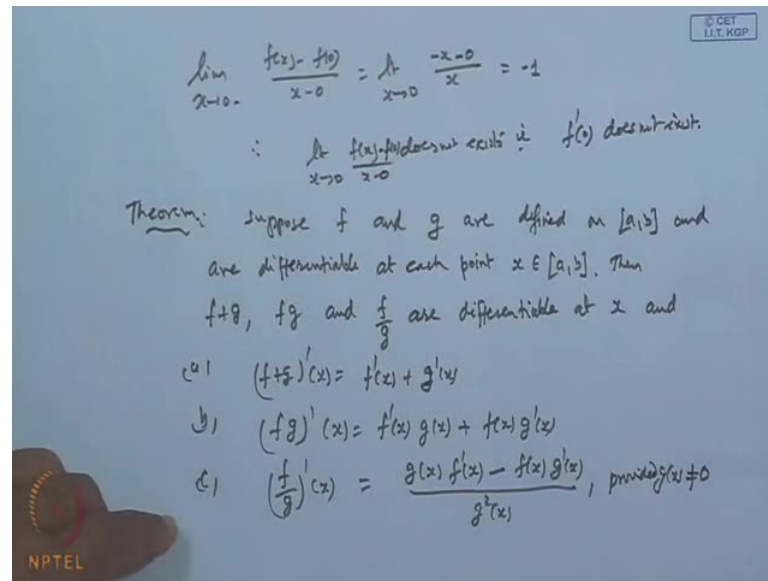 © CET
I.I.T. KGP
lim x→0- f(x)-f(0) / x-0 = lt x→0 -x-0 / x = -1
∴ lt x→0 f(x)-f(0) / x-0 does not exists ie f'(0) does not exist.
Theorem: Suppose f and g are defined on [a,b] and
are differentiable at each point x ∈ [a,b]. Then
f+g, fg and f/g are differentiable at x and
(a) (f+g)'(x) = f'(x) + g'(x)
b) (fg)'(x) = f'(x) g(x) + f(x) g'(x)
c) (f/g)'(x) = g(x) f'(x) - f(x) g'(x) / g²(x), provided g(x) ≠ 0
NPTEL